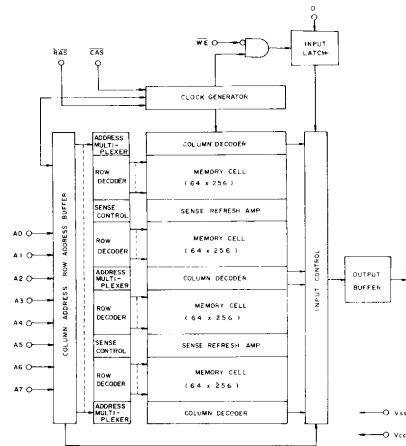 D
WE
INPUT
LATCH
RAS
CAS
CLOCK GENERATOR
ADDRESS
MULTI-
PLEXER
COLUMN DECODER
ROW
DECODER
MEMORY CELL
(64 x 256)
SENSE
CONTROL
SENSE REFRESH AMP
ROW
DECODER
MEMORY CELL
(64 x 256)
ADDRESS
MULTI-
PLEXER
COLUMN DECODER
ROW
DECODER
MEMORY CELL
(64 x 256)
SENSE
CONTROL
SENSE REFRESH AMP
ROW
DECODER
MEMORY CELL
(64 x 256)
ADDRESS
MULTI-
PLEXER
COLUMN DECODER
COLUMN ADDRESS ROW ADDRESS BUFFER
A0
A1
A2
A3
A4
A5
A6
A7
INPUT CONTROL
OUTPUT
BUFFER
Vss
Vcc